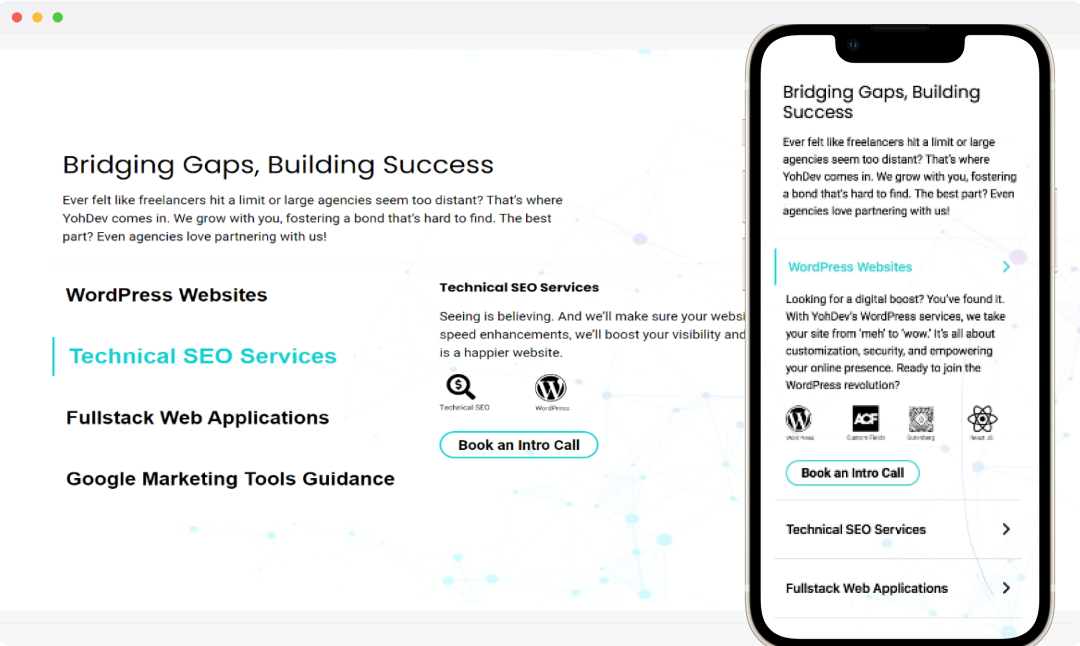 Bridging Gaps, Building Success
Ever felt like freelancers hit a limit or large agencies seem too distant? That's where
YohDev comes in. We grow with you, fostering a bond that's hard to find. The best
part? Even agencies love partnering with us!
WordPress Websites
Technical SEO Services
Fullstack Web Applications
Google Marketing Tools Guidance
Technical SEO Services
Seeing is believing. And we'll make sure your websi
speed enhancements, we'll boost your visibility and
is a happier website.
Technical SEO
WordPress
Book an Intro Call
Bridging Gaps, Building
Success
Ever felt like freelancers hit a limit or large
agencies seem too distant? That's where
YohDev comes in. We grow with you, fostering
a bond that's hard to find. The best part? Even
agencies love partnering with us!
WordPress Websites
Looking for a digital boost? You've found it.
With YohDev's WordPress services, we take
your site from 'meh' to 'wow.' It's all about
customization, security, and empowering
your online presence. Ready to join the
WordPress revolution?
ACF
WordPress
Custom Fields
Gutenberg
React JS
Book an Intro Call
Technical SEO Services
Fullstack Web Applications